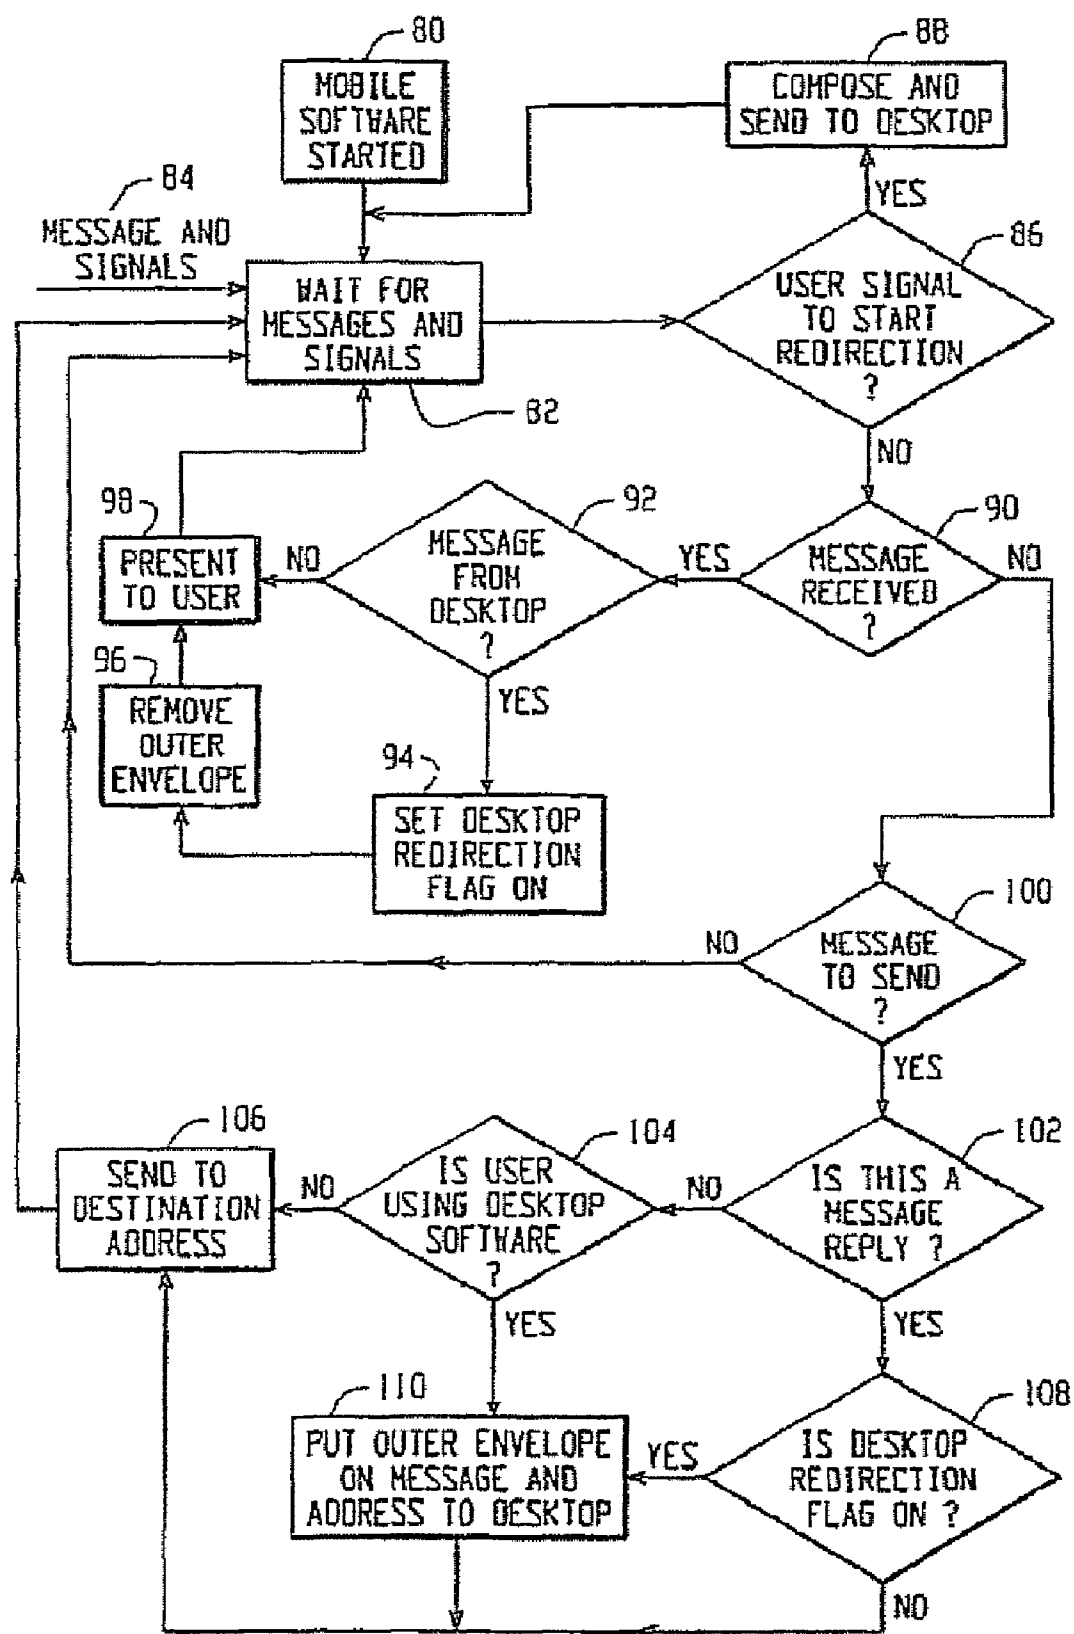 80
MOBILE
SOFTWARE
STARTED
88
COMPOSE AND
SEND TO DESKTOP
YES
84
MESSAGE AND
SIGNALS
WAIT FOR
MESSAGES AND
SIGNALS
82
86
USER SIGNAL
TO START
REDIRECTION
?
NO
98
PRESENT
TO USER
NO
92
MESSAGE
FROM
DESKTOP
?
YES
YES
90
MESSAGE
RECEIVED
?
NO
96
REMOVE
OUTER
ENVELOPE
94
SET DESKTOP
REDIRECTION
FLAG ON
100
NO
MESSAGE
TO SEND
?
YES
106
SEND TO
DESTINATION
ADDRESS
NO
104
IS USER
USING DESKTOP
SOFTWARE
?
YES
NO
102
IS THIS A
MESSAGE
REPLY ?
YES
110
PUT OUTER ENVELOPE
ON MESSAGE AND
ADDRESS TO DESKTOP
YES
108
IS DESKTOP
REDIRECTION
FLAG ON ?
NO